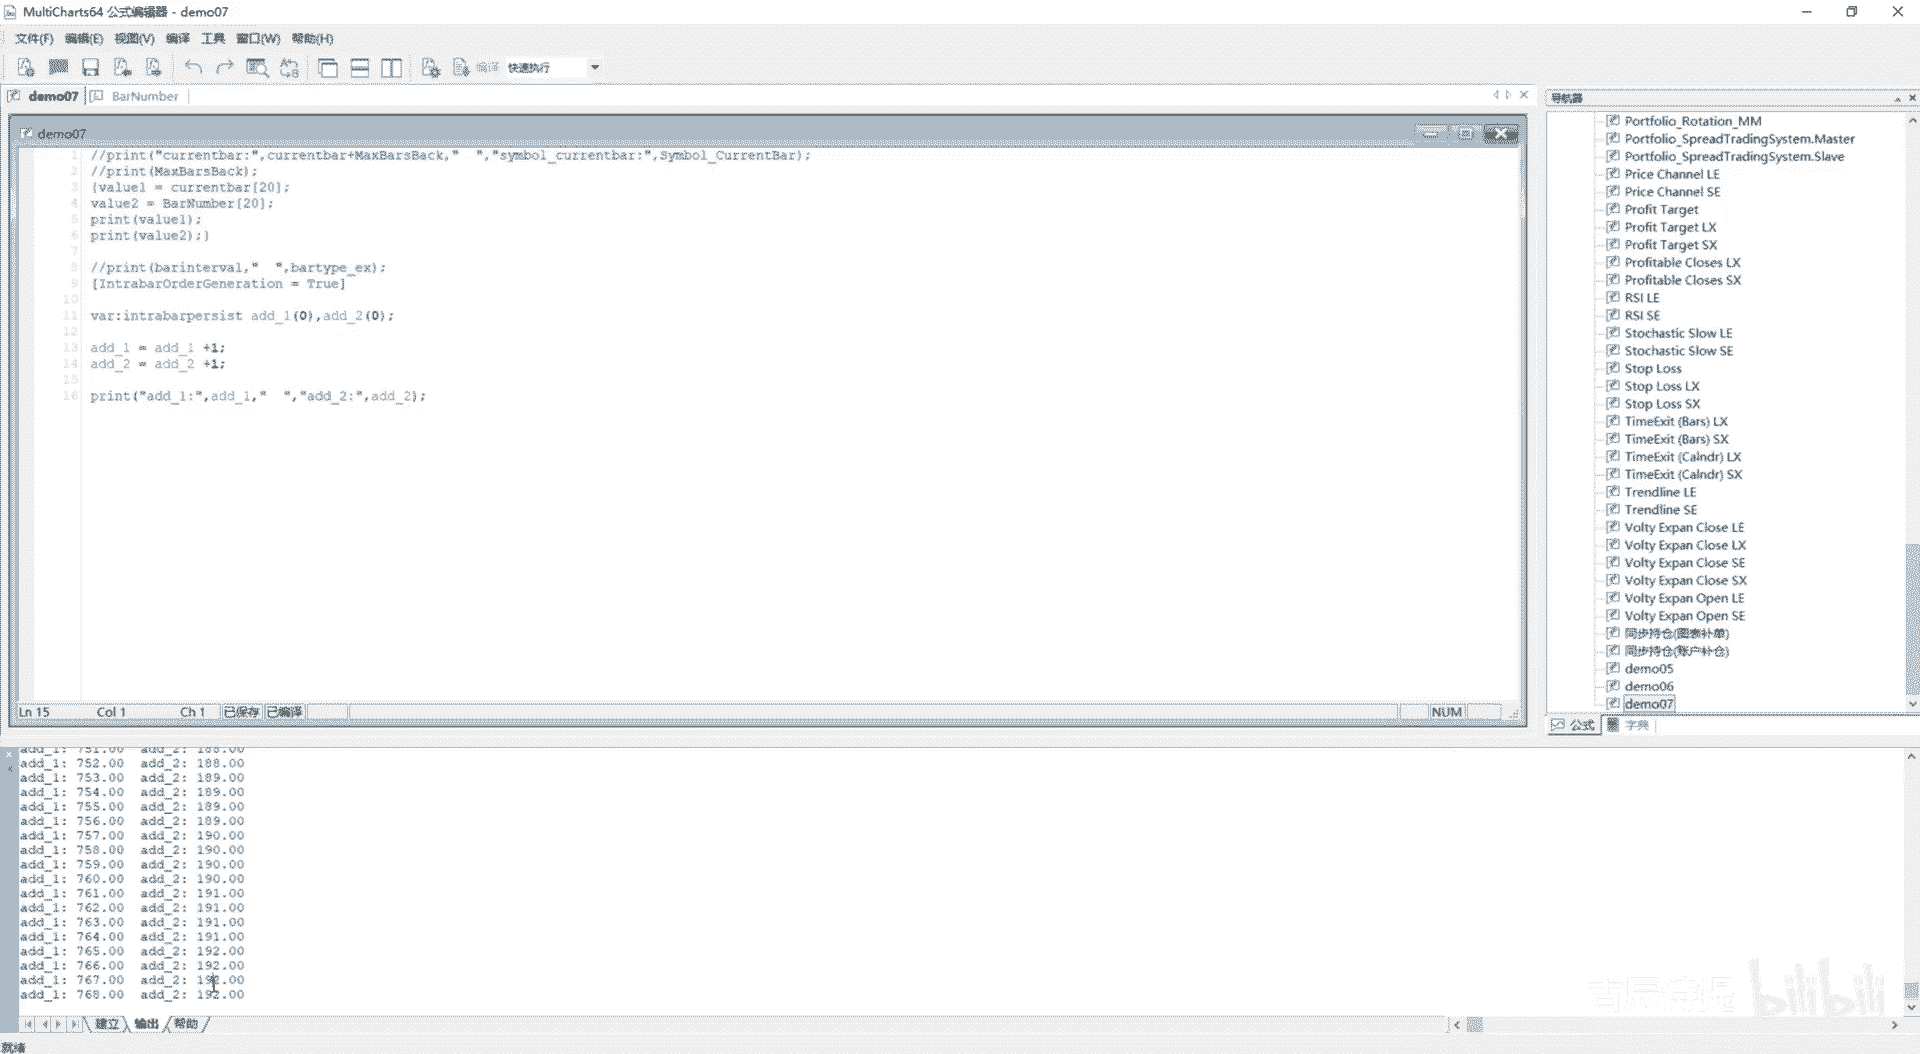 MultiCharts64 公式编辑器 - demo07
文件(F) 编辑(E) 视图(V) 编译 工具 窗口(W) 帮助(H)
编译 快速执行
demo07 BarNumber
demo07
1 //print("currentbar:",currentbar+MaxBarsBack,"  ","symbol_currentbar:",Symbol_CurrentBar);
2 //print(MaxBarsBack);
3 {value1 = currentbar[20];
4 value2 = BarNumber[20];
5 print(value1);
6 print(value2);}
7
8 //print(barinterval,"  ",bartype_ex);
9 [IntrabarOrderGeneration = True]
10
11 var:intrabarpersist add_1(0),add_2(0);
12
13 add_1 = add_1 +1;
14 add_2 = add_2 +1;
15
16 print("add_1:",add_1,"  ","add_2:",add_2);
Ln 15 Col 1 Ch 1 已保存 已编译 NUM
导航器
Portfolio_Rotation_MM
Portfolio_SpreadTradingSystem.Master
Portfolio_SpreadTradingSystem.Slave
Price Channel LE
Price Channel SE
Profit Target
Profit Target LX
Profit Target SX
Profitable Closes LX
Profitable Closes SX
RSI LE
RSI SE
Stochastic Slow LE
Stochastic Slow SE
Stop Loss
Stop Loss LX
Stop Loss SX
TimeExit (Bars) LX
TimeExit (Bars) SX
TimeExit (Calndr) LX
TimeExit (Calndr) SX
Trendline LE
Trendline SE
Volty Expan Close LE
Volty Expan Close LX
Volty Expan Close SE
Volty Expan Close SX
Volty Expan Open LE
Volty Expan Open SE
同步持仓(图表补单)
同步持仓(账户补仓)
demo05
demo06
demo07
公式 字典
add_1: 751.00  add_2: 188.00
add_1: 752.00  add_2: 188.00
add_1: 753.00  add_2: 189.00
add_1: 754.00  add_2: 189.00
add_1: 755.00  add_2: 189.00
add_1: 756.00  add_2: 189.00
add_1: 757.00  add_2: 190.00
add_1: 758.00  add_2: 190.00
add_1: 759.00  add_2: 190.00
add_1: 760.00  add_2: 190.00
add_1: 761.00  add_2: 191.00
add_1: 762.00  add_2: 191.00
add_1: 763.00  add_2: 191.00
add_1: 764.00  add_2: 191.00
add_1: 765.00  add_2: 192.00
add_1: 766.00  add_2: 192.00
add_1: 767.00  add_2: 192.00
add_1: 768.00  add_2: 192.00
bilibili
建立 输出 帮助
就绪